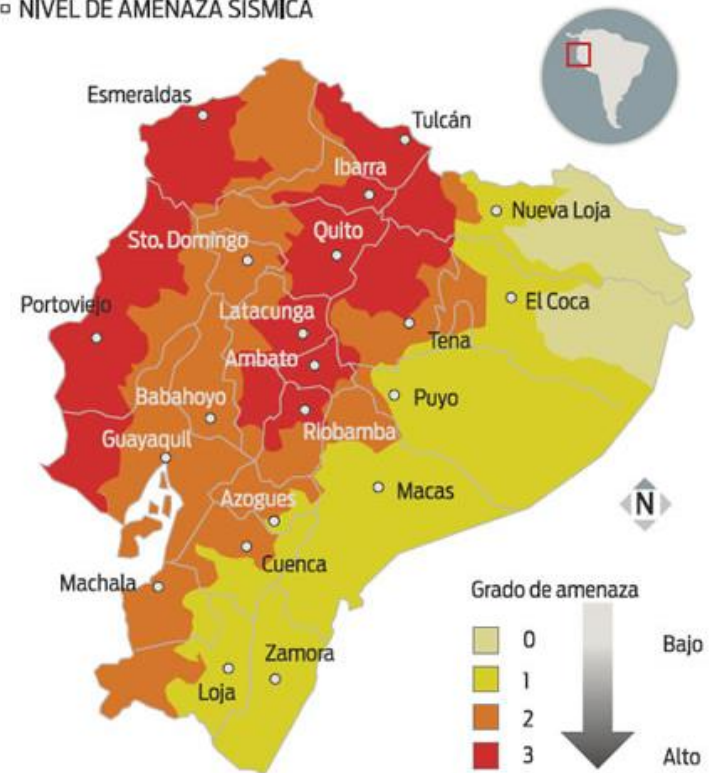 NIVEL DE AMENAZA SÍSMICA
Esmeraldas
Tulcán
Ibarra
Nueva Loja
Quito
Sto. Domingo
El Coca
Portoviejo
Latacunga
Tena
Ambato
Puyo
Babahoyo
Riobamba
Guayaquil
Macas
N
Azogues
Cuenca
Machala
Grado de amenaza
0
Bajo
1
Zamora
Loja
2
3
Alto